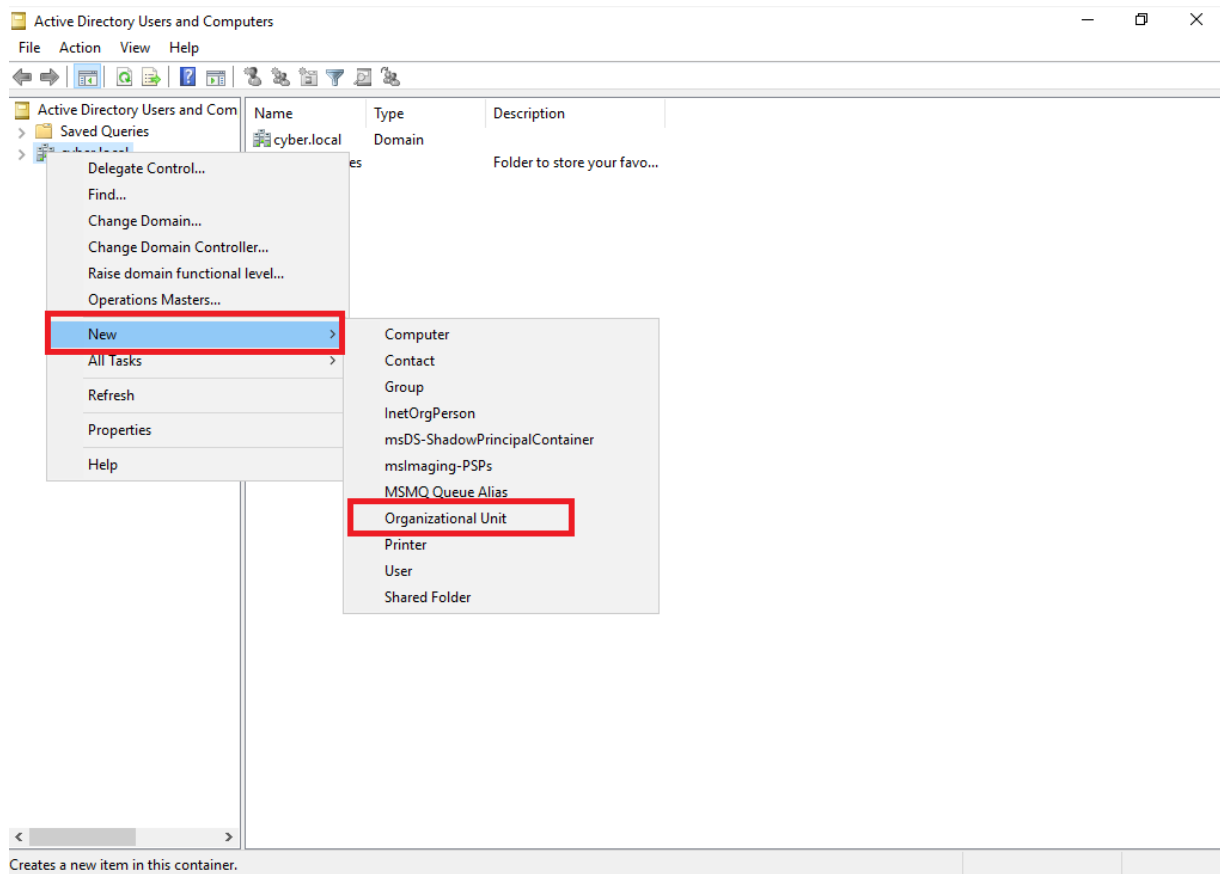 Active Directory Users and Computers
File Action View Help
Active Directory Users and Com
Saved Queries
Name Type Description
cyber.local Domain
es Folder to store your favo...
Delegate Control...
Find...
Change Domain...
Change Domain Controller...
Raise domain functional level...
Operations Masters...
New
All Tasks
Refresh
Properties
Help
Computer
Contact
Group
InetOrgPerson
msDS-ShadowPrincipalContainer
msImaging-PSPs
MSMQ Queue Alias
Organizational Unit
Printer
User
Shared Folder
Creates a new item in this container.